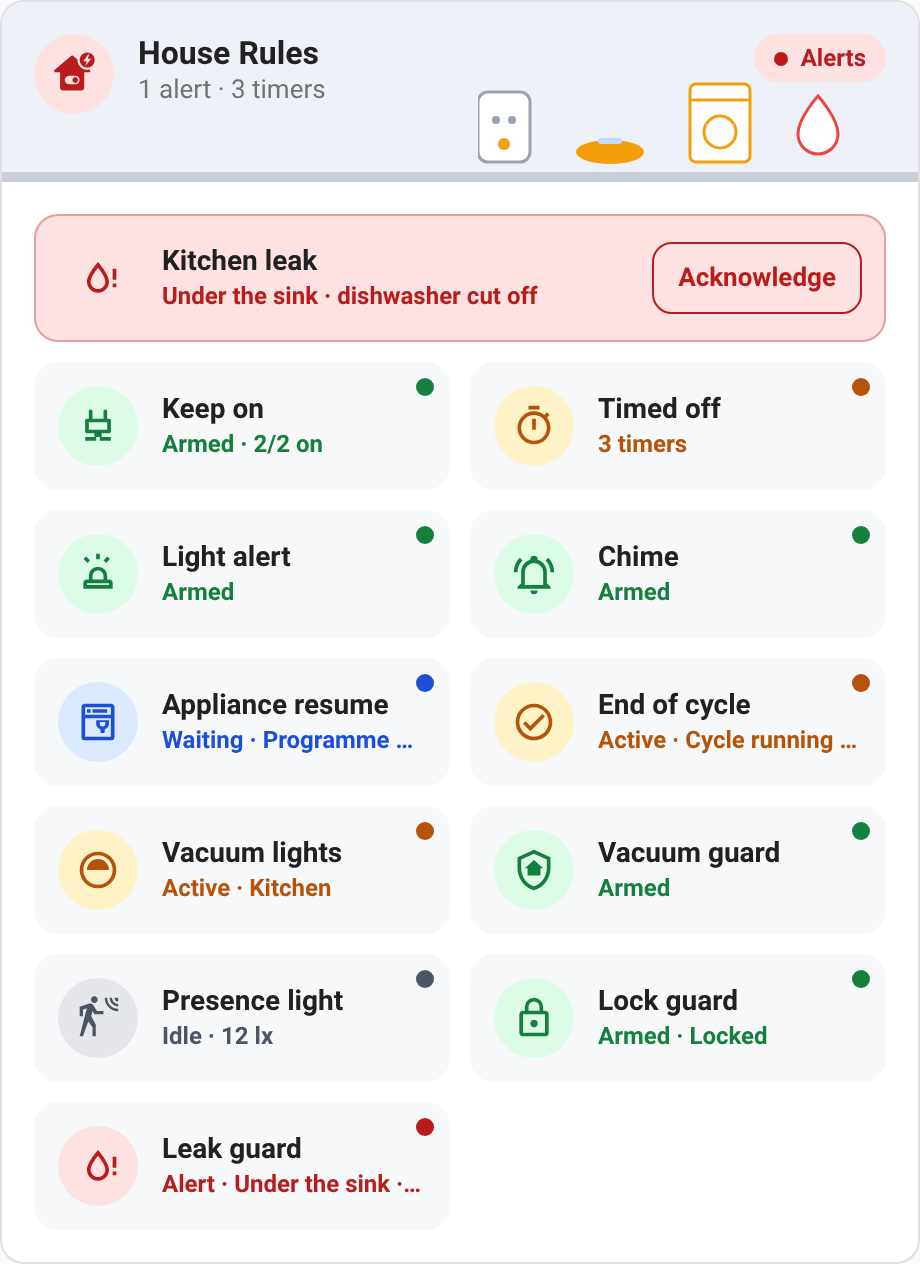 House Rules
1 alert · 3 timers
Alerts
Kitchen leak
Under the sink · dishwasher cut off
Acknowledge
Keep on
Armed · 2/2 on
Timed off
3 timers
Light alert
Armed
Chime
Armed
Appliance resume
Waiting · Programme ...
End of cycle
Active · Cycle running ...
Vacuum lights
Active · Kitchen
Vacuum guard
Armed
Presence light
Idle · 12 lx
Lock guard
Armed · Locked
Leak guard
Alert · Under the sink ·...